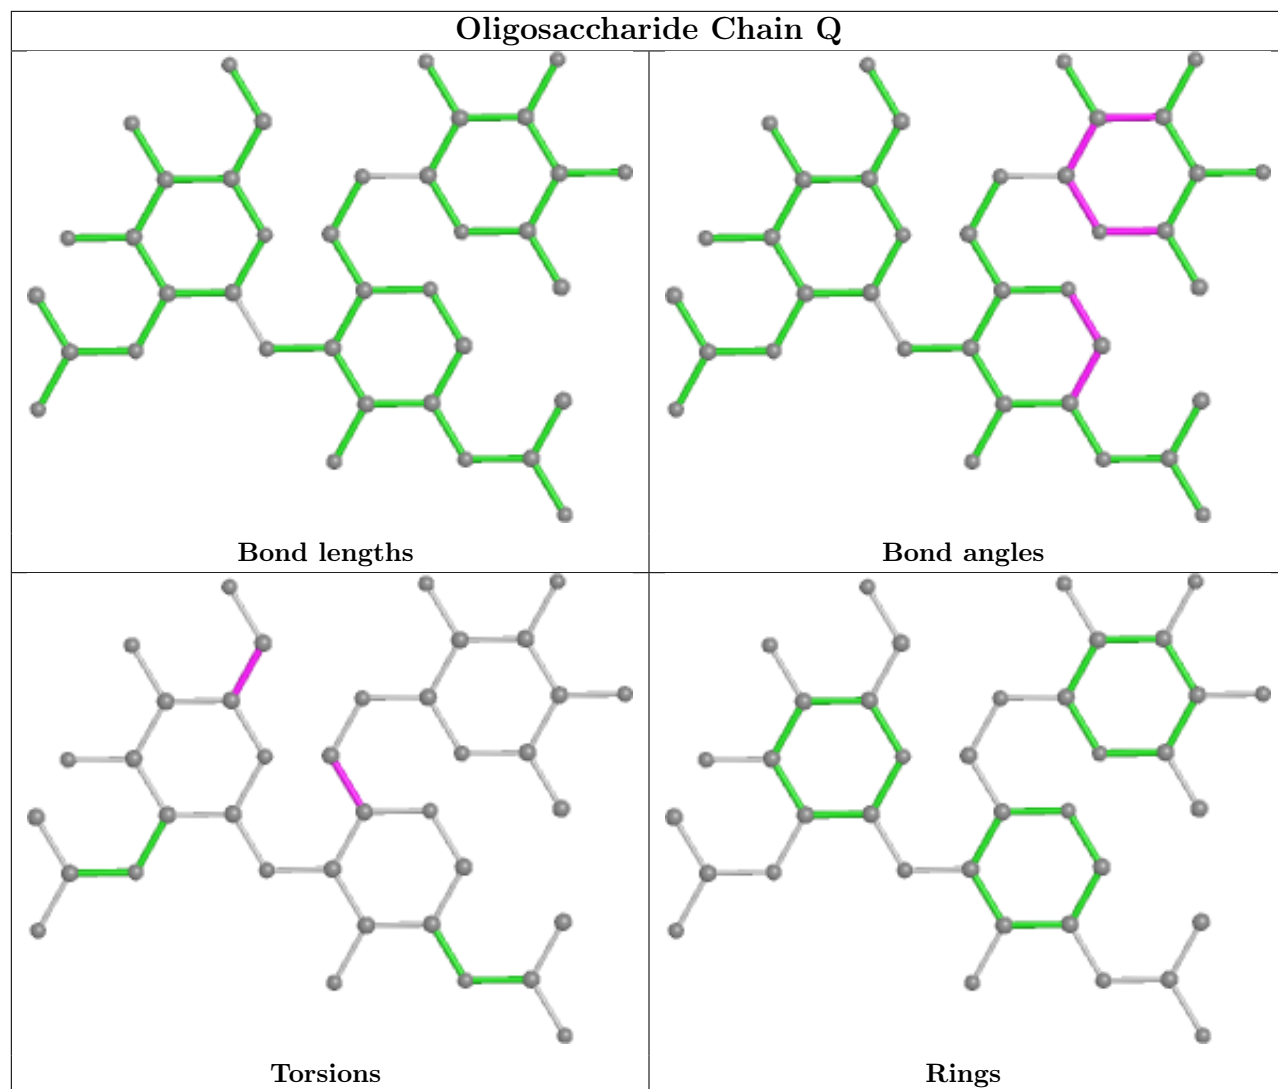 Oligosaccharide Chain Q
Bond lengths
Bond angles
Torsions
Rings